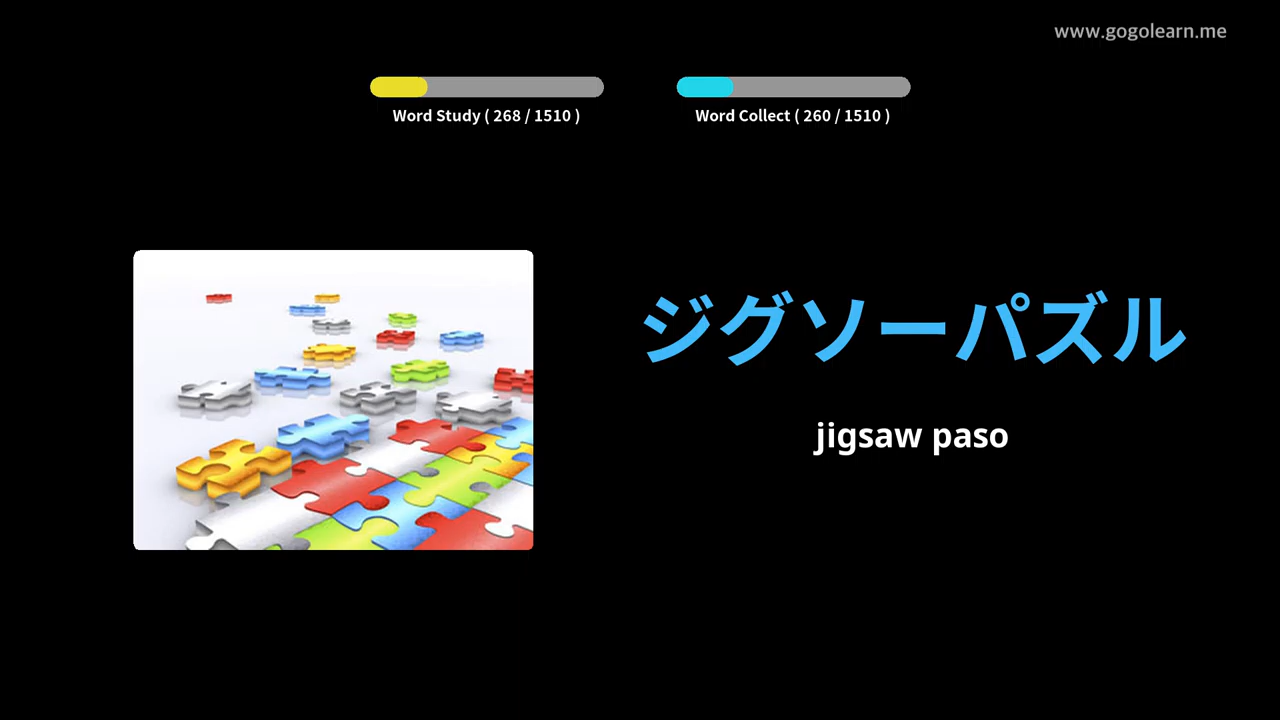 www.gogolearn.me
Word Study ( 268 / 1510 )
Word Collect ( 260 / 1510 )
ジグソーパズル
jigsaw paso